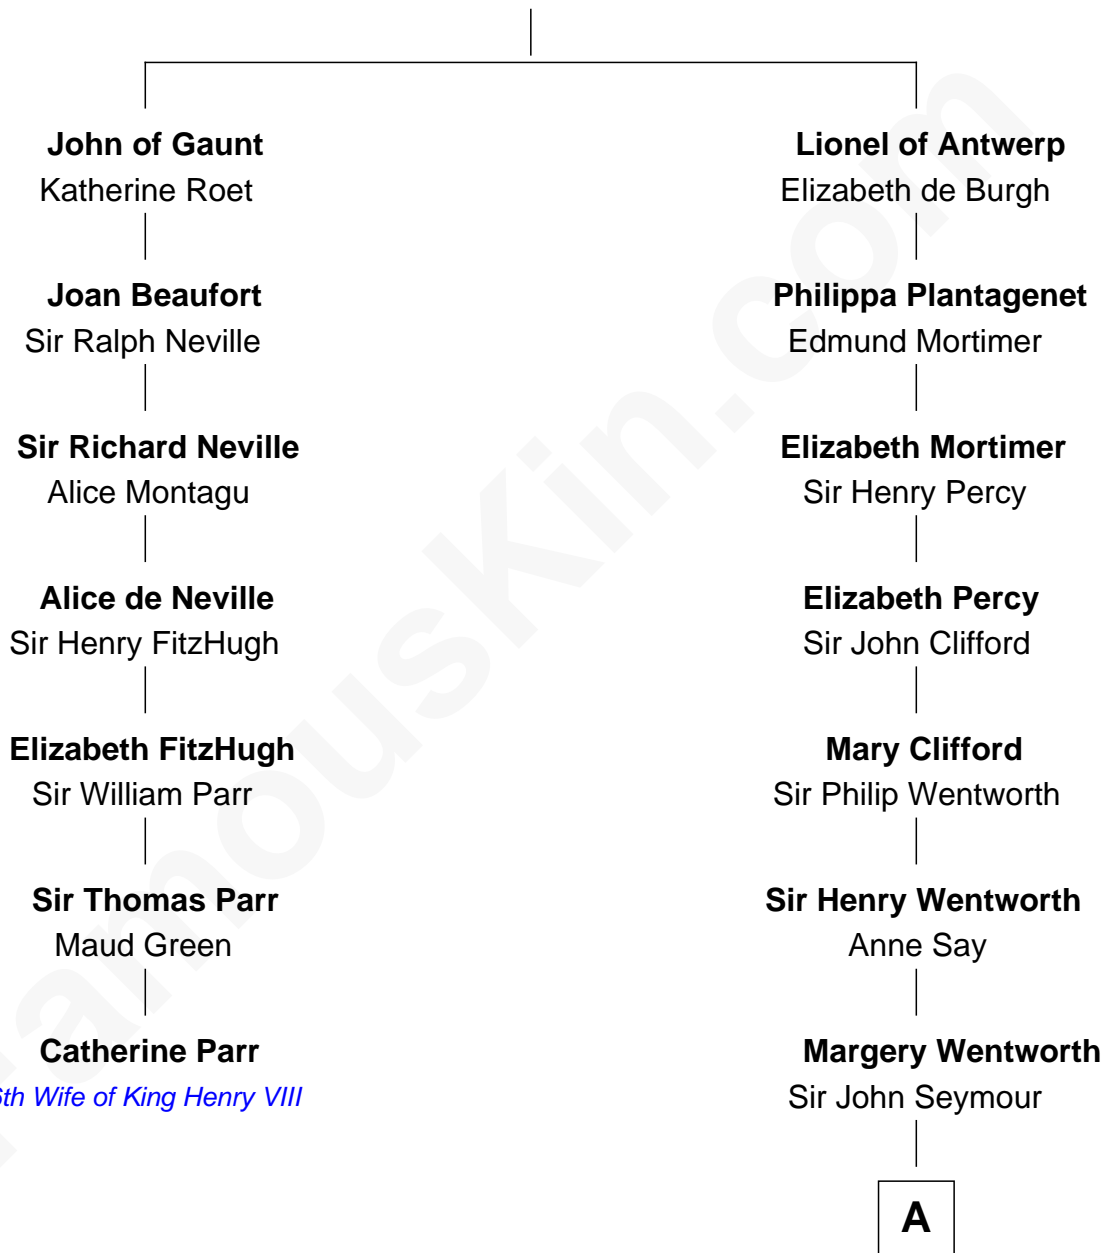 John of Gaunt
Katherine Roet
Joan Beaufort
Sir Ralph Neville
Sir Richard Neville
Alice Montagu
Alice de Neville
Sir Henry FitzHugh
Elizabeth FitzHugh
Sir William Parr
Sir Thomas Parr
Maud Green
Catherine Parr
6th Wife of King Henry VIII
Lionel of Antwerp
Elizabeth de Burgh
Philippa Plantagenet
Edmund Mortimer
Elizabeth Mortimer
Sir Henry Percy
Elizabeth Percy
Sir John Clifford
Mary Clifford
Sir Philip Wentworth
Sir Henry Wentworth
Anne Say
Margery Wentworth
Sir John Seymour
A
FamousKin.com